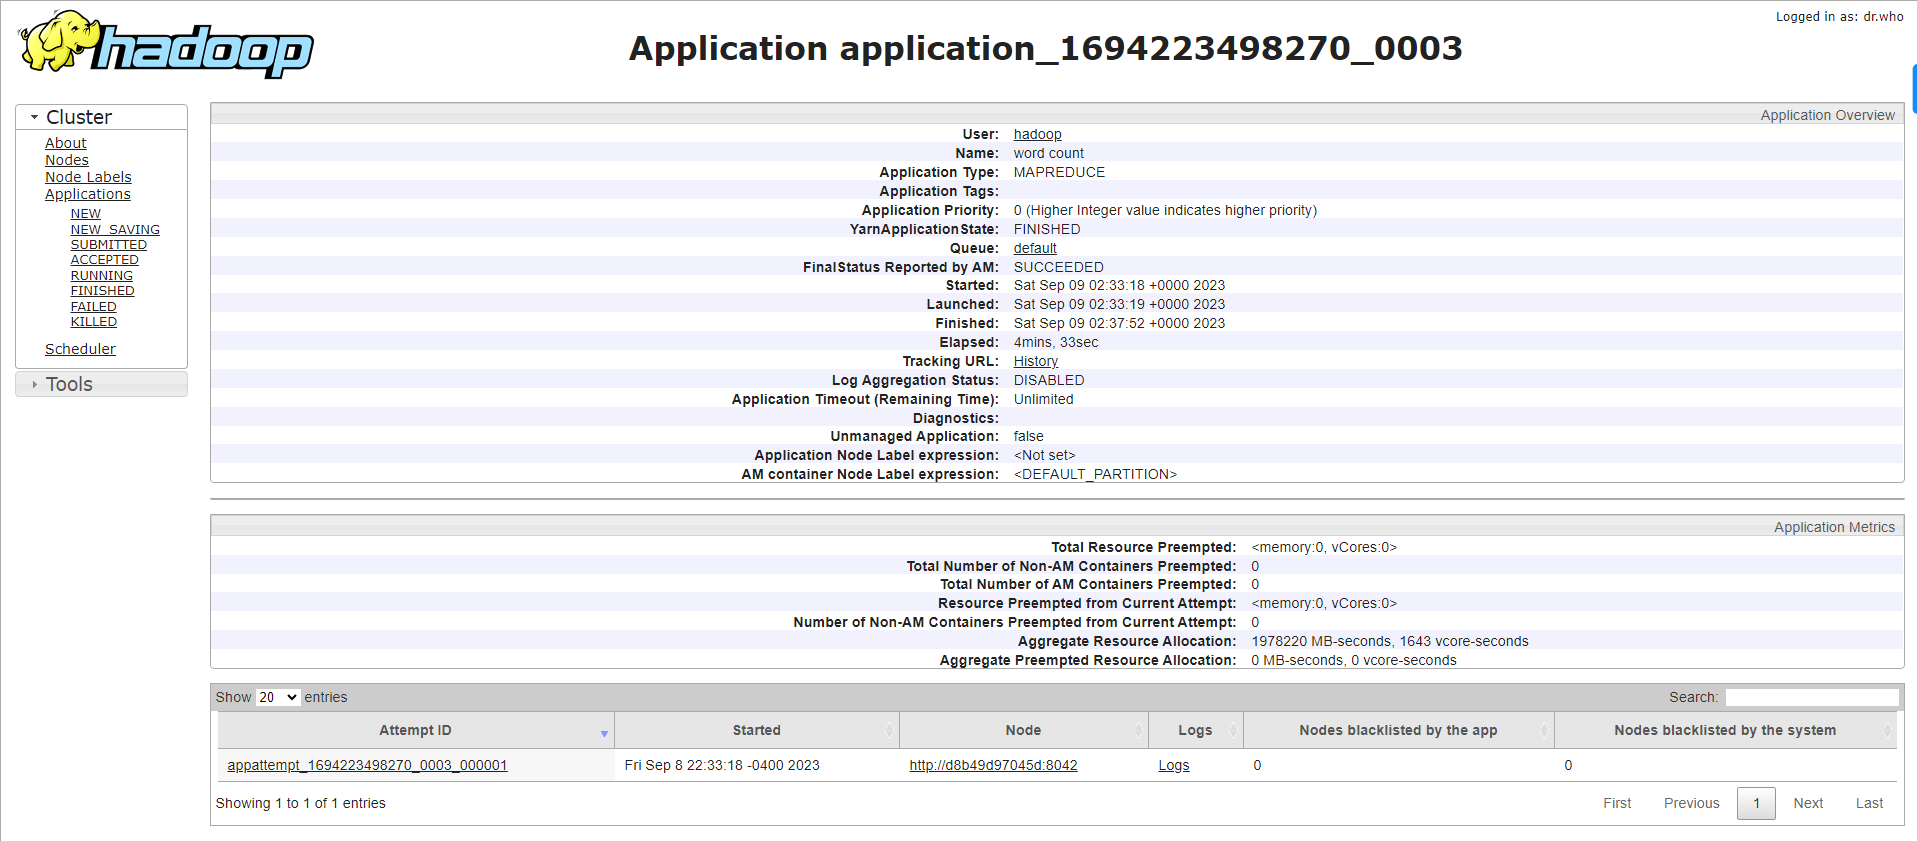 Logged in as: dr.who
hadoop
Application application_1694223498270_0003
Cluster
About
Nodes
Node Labels
Applications
NEW
NEW_SAVING
SUBMITTED
ACCEPTED
RUNNING
FINISHED
FAILED
KILLED
Scheduler
Tools
Application Overview
User: hadoop
Name: word count
Application Type: MAPREDUCE
Application Tags:
Application Priority: 0 (Higher Integer value indicates higher priority)
YarnApplicationState: FINISHED
Queue: default
FinalStatus Reported by AM: SUCCEEDED
Started: Sat Sep 09 02:33:18 +0000 2023
Launched: Sat Sep 09 02:33:19 +0000 2023
Finished: Sat Sep 09 02:37:52 +0000 2023
Elapsed: 4mins, 33sec
Tracking URL: History
Log Aggregation Status: DISABLED
Application Timeout (Remaining Time): Unlimited
Diagnostics:
Unmanaged Application: false
Application Node Label expression: <Not set>
AM container Node Label expression: <DEFAULT_PARTITION>
Application Metrics
Total Resource Preempted: <memory:0, vCores:0>
Total Number of Non-AM Containers Preempted: 0
Total Number of AM Containers Preempted: 0
Resource Preempted from Current Attempt: <memory:0, vCores:0>
Number of Non-AM Containers Preempted from Current Attempt: 0
Aggregate Resource Allocation: 1978220 MB-seconds, 1643 vcore-seconds
Aggregate Preempted Resource Allocation: 0 MB-seconds, 0 vcore-seconds
Show 20 entries Search:
Attempt ID Started Node Logs Nodes blacklisted by the app Nodes blacklisted by the system
appattempt_1694223498270_0003_000001 Fri Sep 8 22:33:18 -0400 2023 http://d8b49d97045d:8042 Logs 0 0
Showing 1 to 1 of 1 entries First Previous 1 Next Last